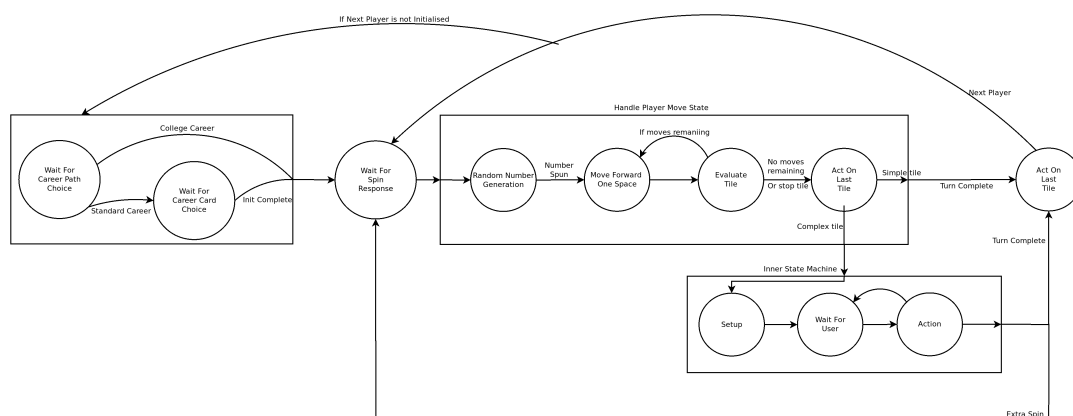 If Next Player is not Initialised
Next Player
Handle Player Move State
College Career
Wait For
Career Path
Choice
Standard Career
Wait For
Career Card
Choice
Init Complete
Wait For
Spin
Response
Random Number
Generation
Number
Spun
If moves remaniing
Move Forward
One Space
Evaluate
Tile
No moves
remaining
Or stop tile
Act On
Last
Tile
Simple tile
Turn Complete
Act On
Last
Tile
Complex tile
Turn Complete
Inner State Machine
Setup
Wait For
User
Action
Extra Spin